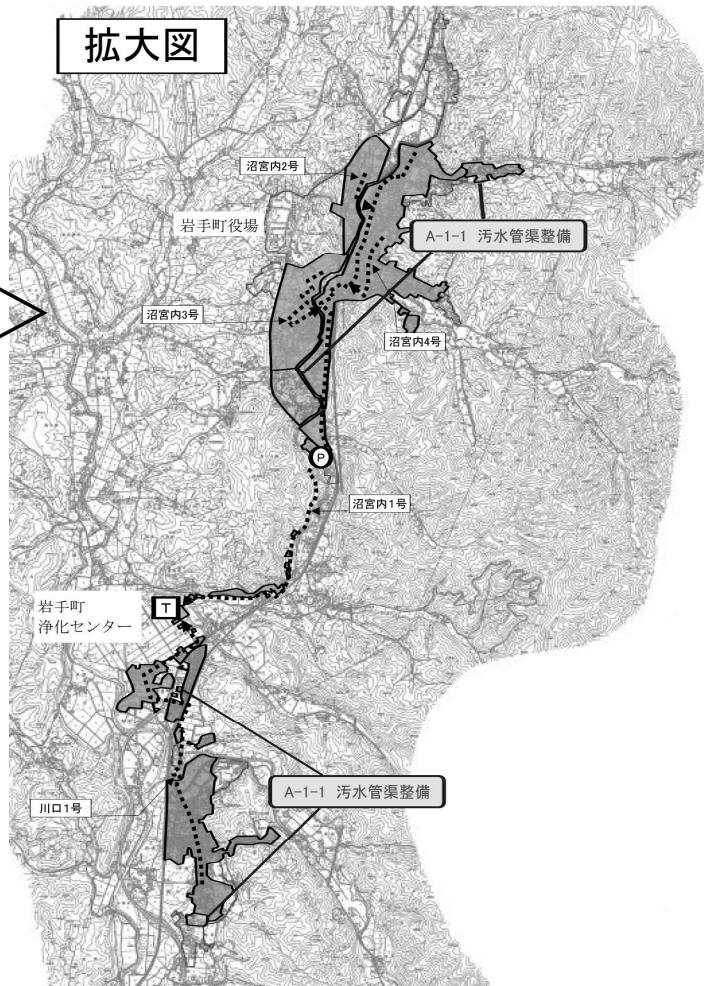 拡大図
沼宮内2号
岩手町役場
A-1-1 汚水管渠整備
沼宮内3号
沼宮内4号
P
沼宮内1号
岩手町
浄化センター
T
川口1号
A-1-1 汚水管渠整備